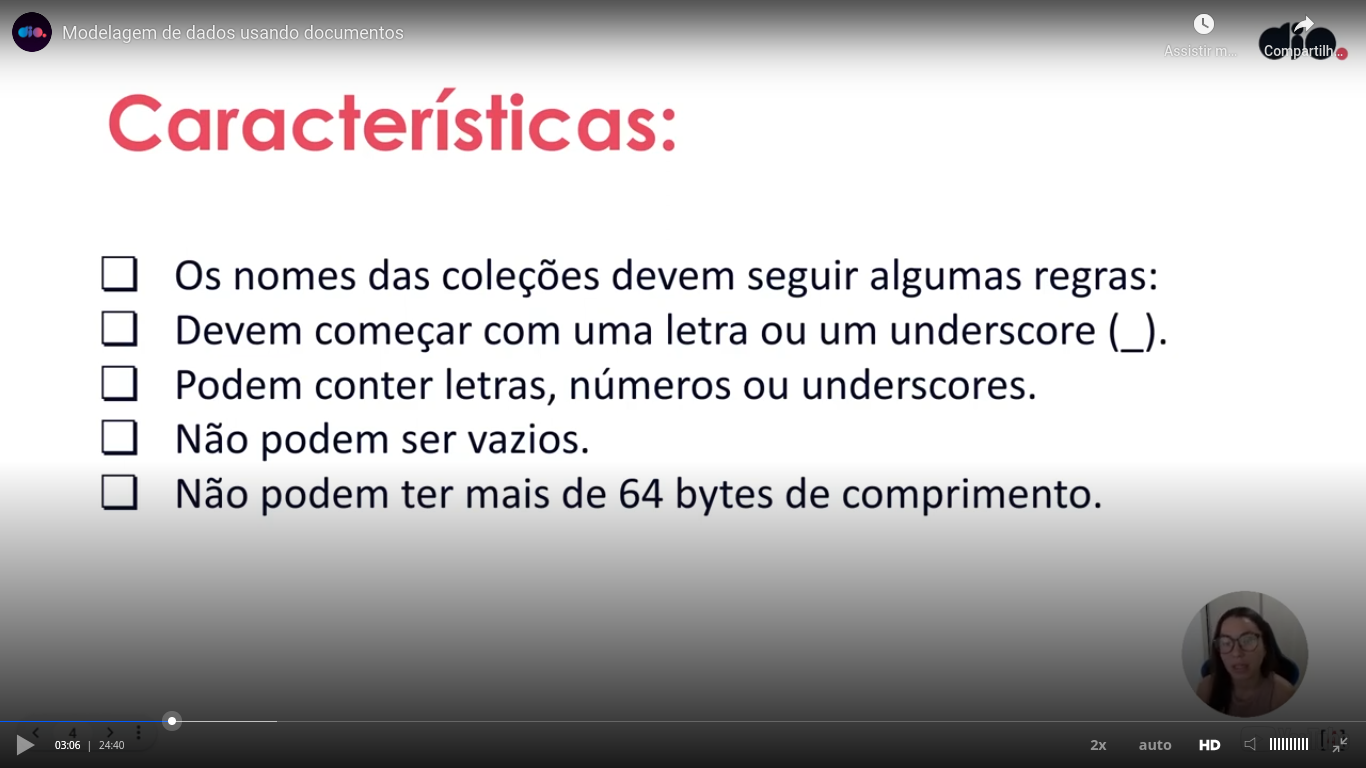 dio.
Modelagem de dados usando documentos
Assistir m...
Compartilh...
Características:
Os nomes das coleções devem seguir algumas regras:
Devem começar com uma letra ou um underscore (_).
Podem conter letras, números ou underscores.
Não podem ser vazios.
Não podem ter mais de 64 bytes de comprimento.
4
03:06 | 24:40
2x
auto
HD